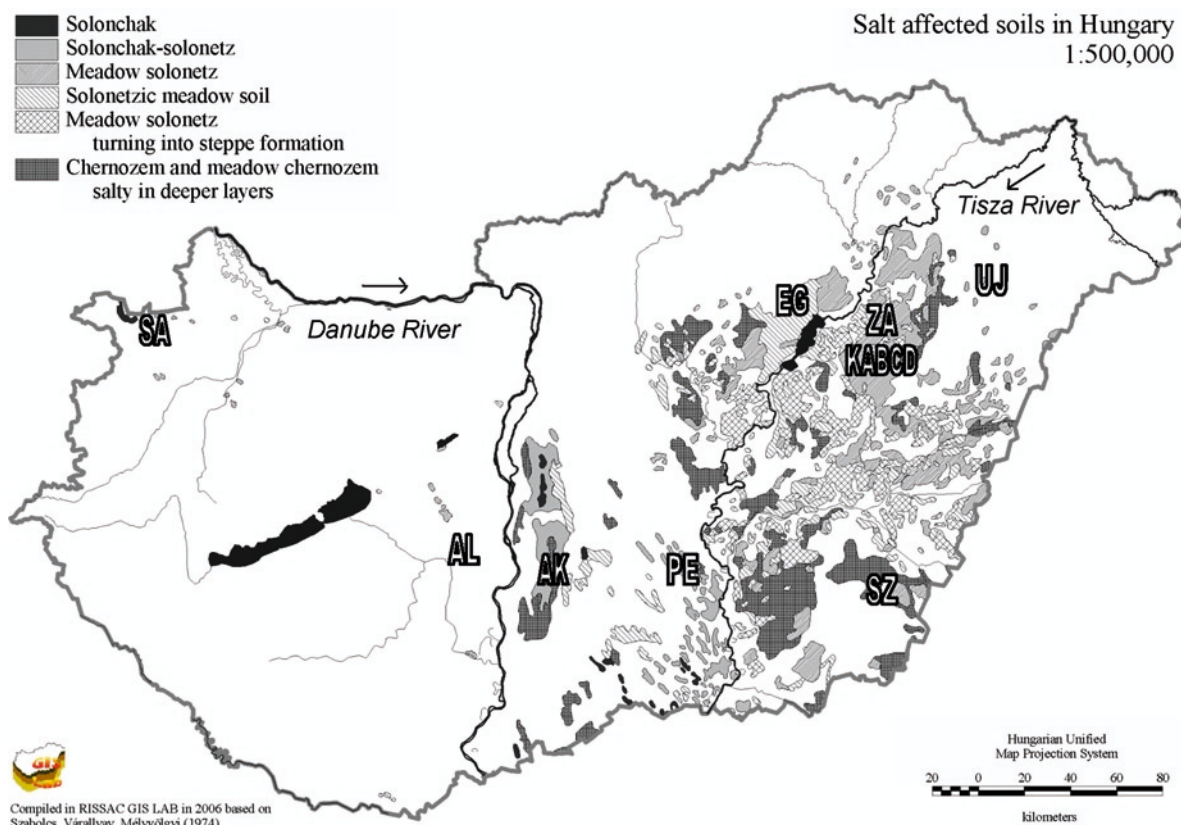 Solonchak
Solonchak-solonetz
Meadow solonetz
Solonetzic meadow soil
Meadow solonetz
turning into steppe formation
Chernozem and meadow chernozem
salty in deeper layers
Salt affected soils in Hungary
1:500,000
Tisza River
Danube River
SA
EG
UJ
ZA
KABCD
AL
AK
PE
SZ
GIS
Compiled in RISSAC GIS LAB in 2006 based on
Szabolcs, Várallyay, Mélyvölgyi (1974)
Hungarian Unified
Map Projection System
20 0 20 40 60 80
kilometers